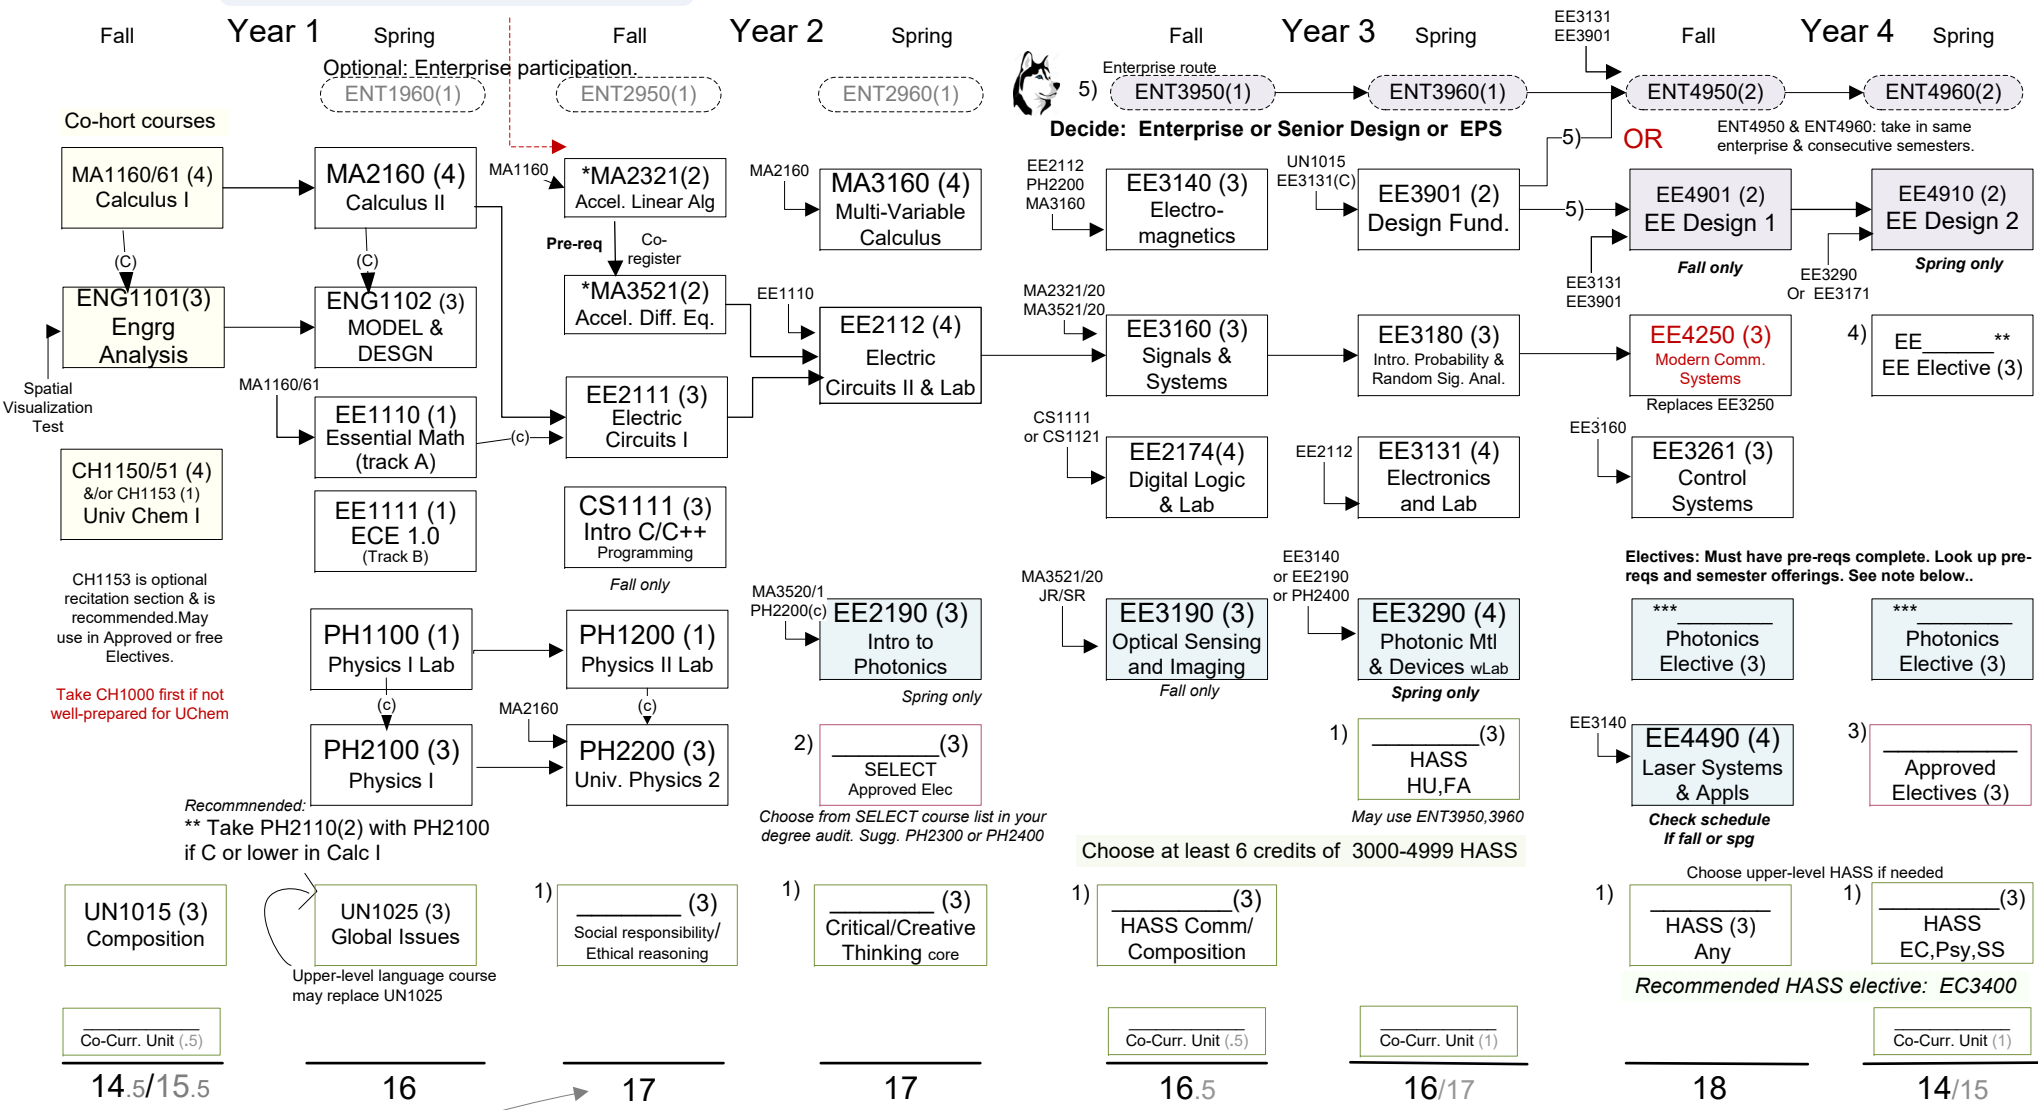 Fall
Year 1
Spring
Fall
Year 2
Spring
Fall
Year 3
Spring
EE3131
EE3901
Fall
Year 4
Spring
Optional: Enterprise participation.
ENT1960(1)
ENT2950(1)
ENT2960(1)
5)
Enterprise route
ENT3950(1)
ENT3960(1)
ENT4950(2)
ENT4960(2)
Decide: Enterprise or Senior Design or EPS
5)
OR
ENT4950 & ENT4960: take in same
enterprise & consecutive semesters.
Co-hort courses
MA1160/61 (4)
Calculus I
MA2160 (4)
Calculus II
MA1160
*MA2321(2)
Accel. Linear Alg
MA2160
MA3160 (4)
Multi-Variable
Calculus
EE2112
PH2200
MA3160
EE3140 (3)
Electro-
magnetics
UN1015
EE3131(C)
EE3901 (2)
Design Fund.
5)
EE4901 (2)
EE Design 1
Fall only
EE3131
EE3901
EE4910 (2)
EE Design 2
Spring only
EE3290
Or EE3171
(C)
(C)
Pre-req
Co-
register
ENG1101(3)
Engrg
Analysis
Spatial
Visualization
Test
ENG1102 (3)
MODEL &
DESGN
*MA3521(2)
Accel. Diff. Eq.
EE1110
EE2112 (4)
Electric
Circuits II & Lab
MA2321/20
MA3521/20
EE3160 (3)
Signals &
Systems
EE3180 (3)
Intro. Probability &
Random Sig. Anal.
EE4250 (3)
Modern Comm.
Systems
Replaces EE3250
4)
EE______**
EE Elective (3)
MA1160/61
EE1110 (1)
Essential Math
(track A)
(c)
EE2111 (3)
Electric
Circuits I
CS1111
or CS1121
EE2174(4)
Digital Logic
& Lab
EE2112
EE3131 (4)
Electronics
and Lab
EE3160
EE3261 (3)
Control
Systems
CH1150/51 (4)
&/or CH1153 (1)
Univ Chem I
EE1111 (1)
ECE 1.0
(Track B)
CS1111 (3)
Intro C/C++
Programming
Fall only
CH1153 is optional
recitation section & is
recommended.May
use in Approved or free
Electives.
Take CH1000 first if not
well-prepared for UChem
Electives: Must have pre-reqs complete. Look up pre-
reqs and semester offerings. See note below..
PH1100 (1)
Physics I Lab
PH1200 (1)
Physics II Lab
MA3520/1
PH2200(c)
EE2190 (3)
Intro to
Photonics
Spring only
MA3521/20
JR/SR
EE3190 (3)
Optical Sensing
and Imaging
Fall only
EE3140
or EE2190
or PH2400
EE3290 (4)
Photonic Mtl
& Devices wLab
Spring only
***________
Photonics
Elective (3)
***________
Photonics
Elective (3)
(c)
(c)
MA2160
PH2100 (3)
Physics I
PH2200 (3)
Univ. Physics 2
2)
_________(3)
SELECT
Approved Elec
Choose from SELECT course list in your
degree audit. Sugg. PH2300 or PH2400
1)
_________(3)
HASS
HU,FA
May use ENT3950,3960
EE3140
EE4490 (4)
Laser Systems
& Appls
Check schedule
If fall or spg
3)
___________
Approved
Electives (3)
Recommnended:
** Take PH2110(2) with PH2100
if C or lower in Calc I
Choose at least 6 credits of 3000-4999 HASS
Choose upper-level HASS if needed
UN1015 (3)
Composition
UN1025 (3)
Global Issues
Upper-level language course
may replace UN1025
1)
________ (3)
Social responsibility/
Ethical reasoning
1)
________ (3)
Critical/Creative
Thinking core
1)
__________(3)
HASS Comm/
Composition
1)
__________
HASS (3)
Any
1)
__________(3)
HASS
EC,Psy,SS
Recommended HASS elective: EC3400
Co-Curr. Unit (.5)
Co-Curr. Unit (.5)
Co-Curr. Unit (1)
Co-Curr. Unit (1)
14.5/15.5
16
17
17
16.5
16/17
18
14/15